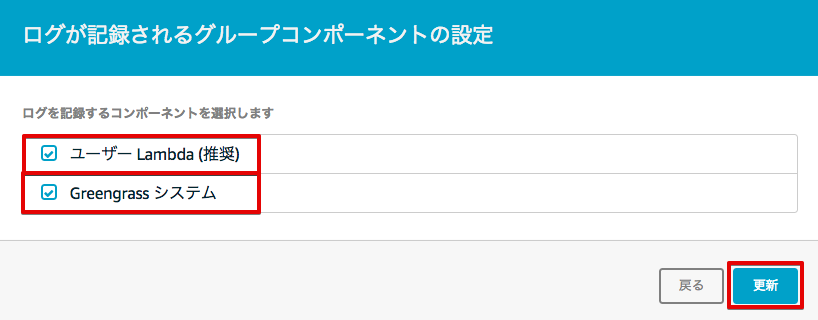 ログが記録されるグループコンポーネントの設定
ログを記録するコンポーネントを選択します
ユーザー Lambda (推奨)
Greengrass システム
戻る
更新